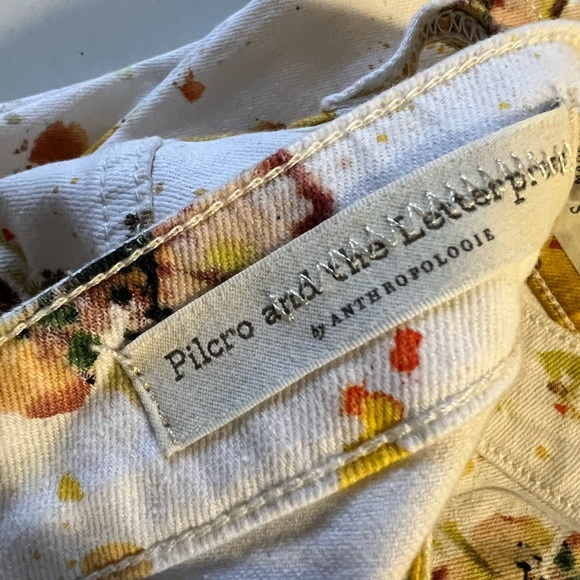 Pilcro and the Letterpress
by ANTHROPOLOGIE